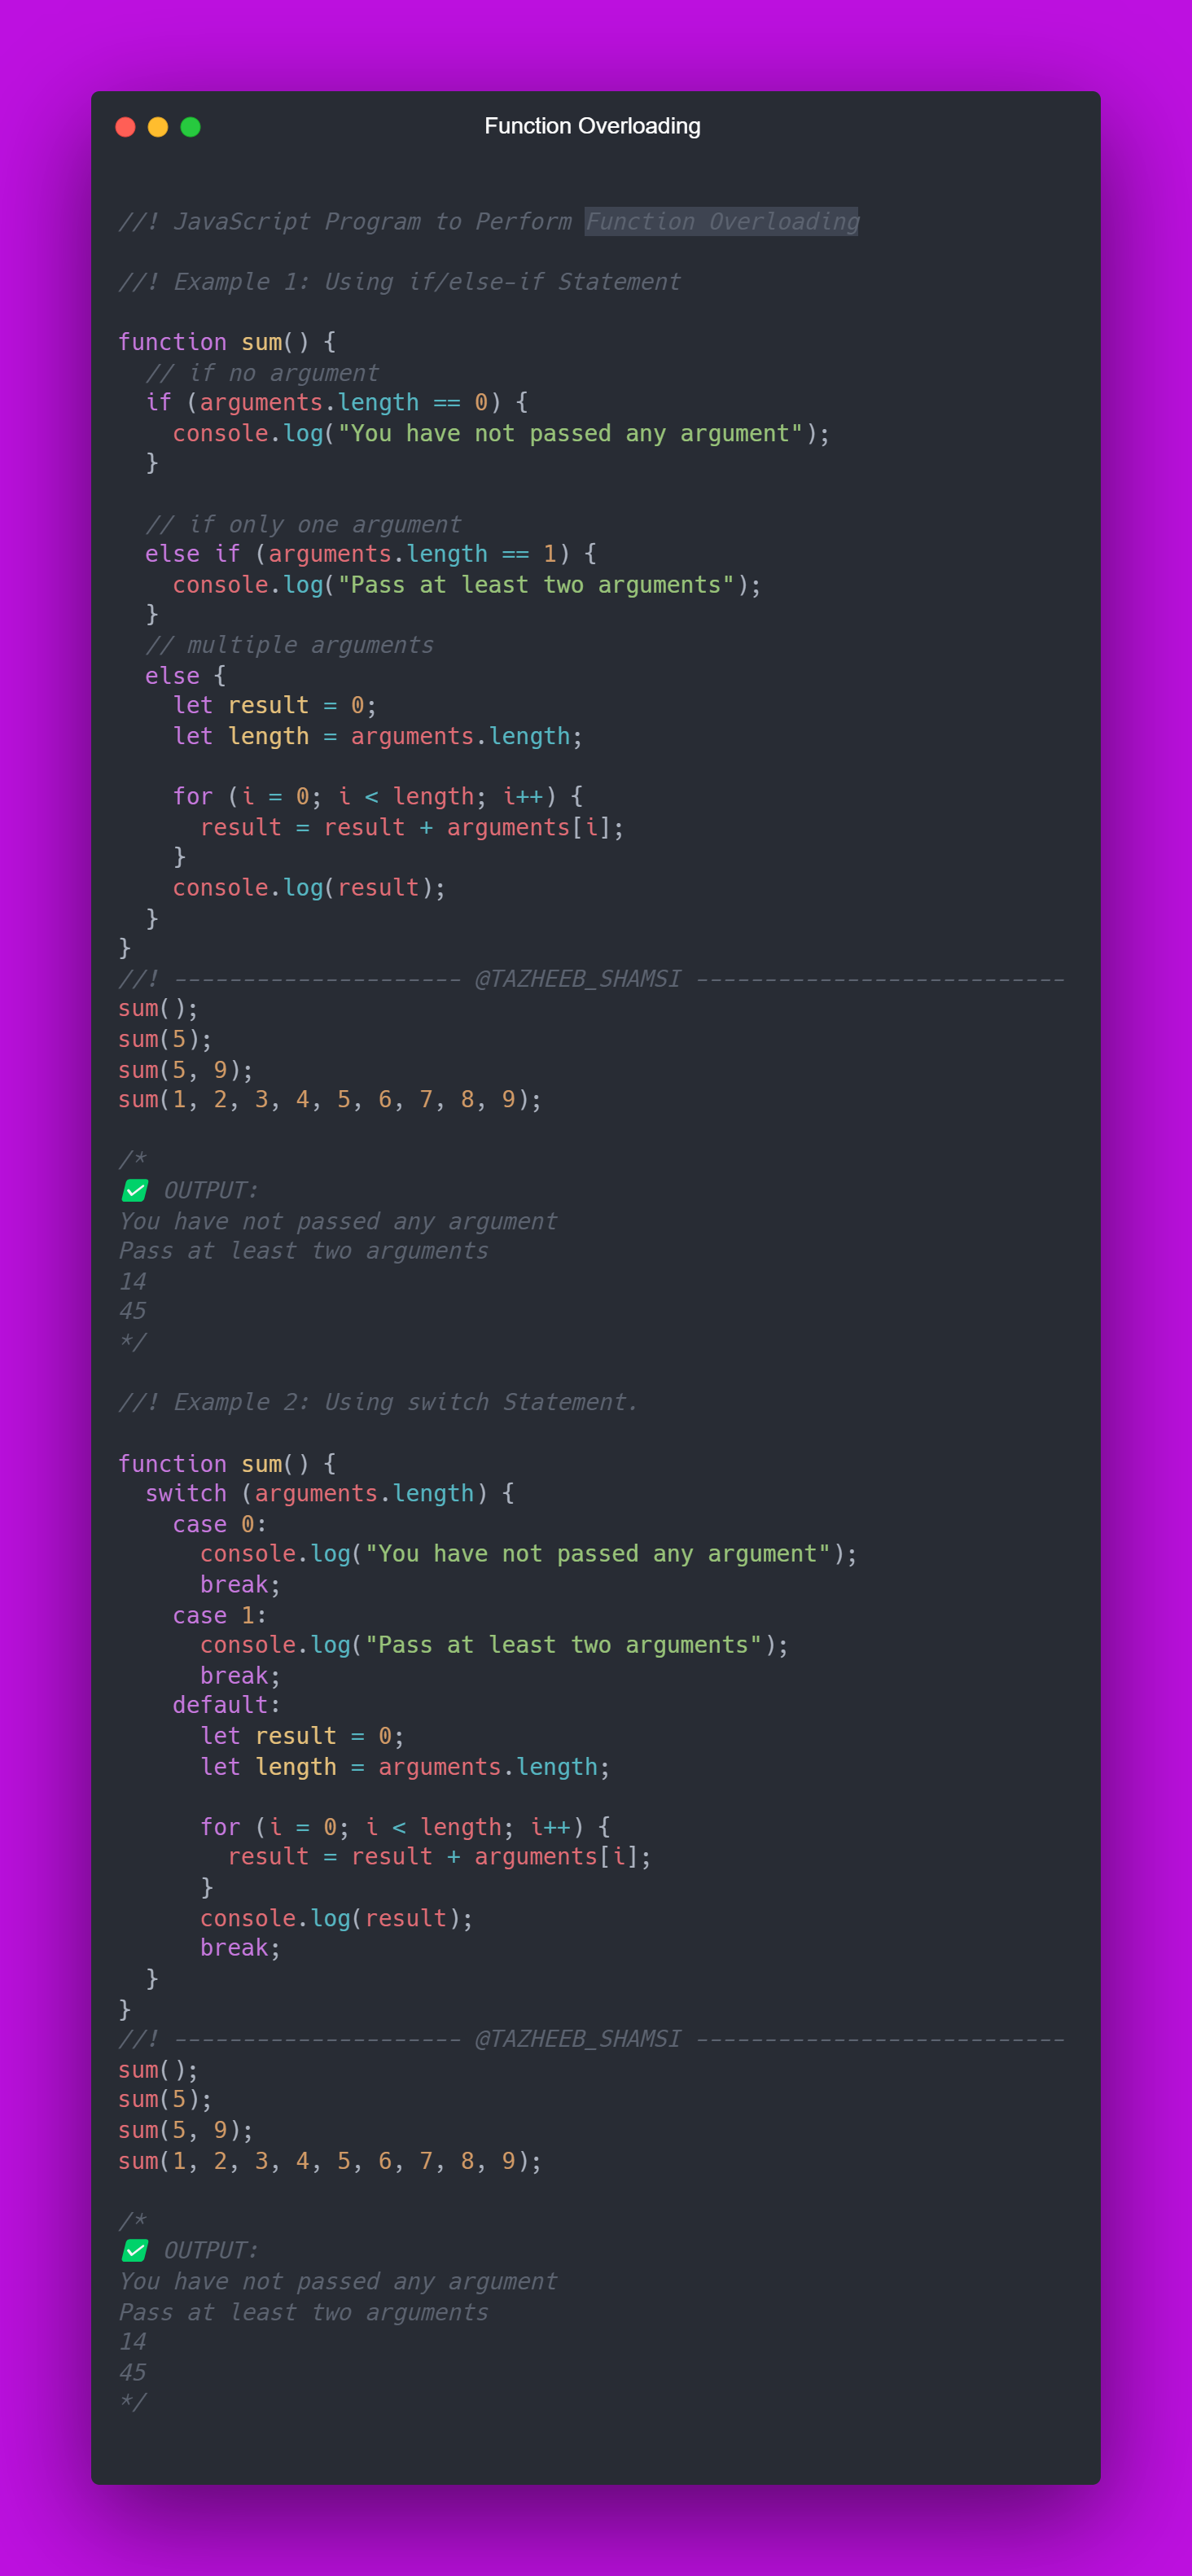 Function Overloading
//! JavaScript Program to Perform Function Overloading
//! Example 1: Using if/else-if Statement
function sum() {
  // if no argument
  if (arguments.length == 0) {
    console.log("You have not passed any argument");
  }
  // if only one argument
  else if (arguments.length == 1) {
    console.log("Pass at least two arguments");
  }
  // multiple arguments
  else {
    let result = 0;
    let length = arguments.length;
    for (i = 0; i < length; i++) {
      result = result + arguments[i];
    }
    console.log(result);
  }
}
//! --------------------- @TAZHEEB_SHAMSI ---------------------------
sum();
sum(5);
sum(5, 9);
sum(1, 2, 3, 4, 5, 6, 7, 8, 9);
/*
✅ OUTPUT:
You have not passed any argument
Pass at least two arguments
14
45
*/
//! Example 2: Using switch Statement.
function sum() {
  switch (arguments.length) {
    case 0:
      console.log("You have not passed any argument");
      break;
    case 1:
      console.log("Pass at least two arguments");
      break;
    default:
      let result = 0;
      let length = arguments.length;
      for (i = 0; i < length; i++) {
        result = result + arguments[i];
      }
      console.log(result);
      break;
  }
}
//! --------------------- @TAZHEEB_SHAMSI ---------------------------
sum();
sum(5);
sum(5, 9);
sum(1, 2, 3, 4, 5, 6, 7, 8, 9);
/*
✅ OUTPUT:
You have not passed any argument
Pass at least two arguments
14
45
*/